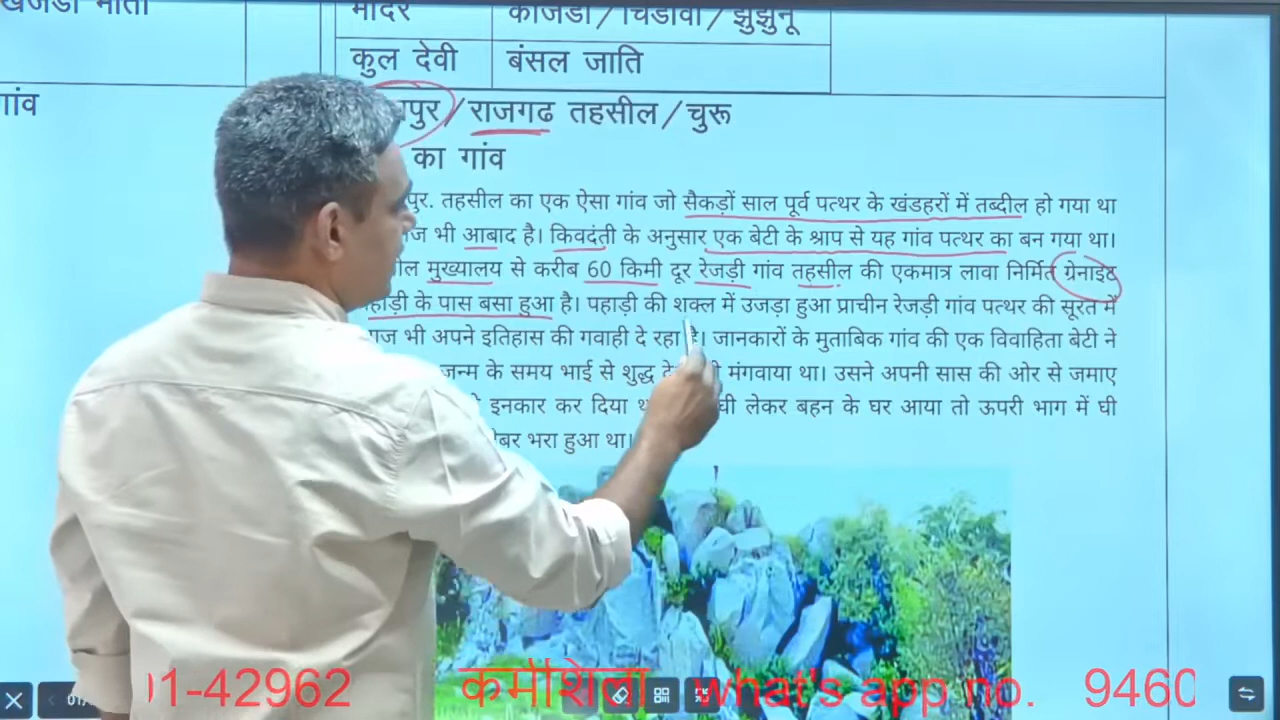 मंदिर काजडा/चिडावा/झुंझुनू
कुल देवी बंसल जाति
गांव पुर/राजगढ तहसील/चुरू
का गांव
पुर. तहसील का एक ऐसा गांव जो सैकड़ों साल पूर्व पत्थर के खंडहरों में तब्दील हो गया था
भी आबाद है। किवदंती के अनुसार एक बेटी के श्राप से यह गांव पत्थर का बन गया था।
मुख्यालय से करीब 60 किमी दूर रेजड़ी गांव तहसील की एकमात्र लावा निर्मित ग्रेनाइट
के पास बसा हुआ है। पहाड़ी की शक्ल में उजड़ा हुआ प्राचीन रेजड़ी गांव पत्थर की सूरत में
भी अपने इतिहास की गवाही दे रहा है। जानकारों के मुताबिक गांव की एक विवाहिता बेटी ने
जन्म के समय भाई से शुद्ध मंगवाया था। उसने अपनी सास की ओर से जमाए
इनकार कर दिया घी लेकर बहन के घर आया तो ऊपरी भाग में घी
भरा हुआ था।
1-42962 कर्मशिला what's app no. 9460